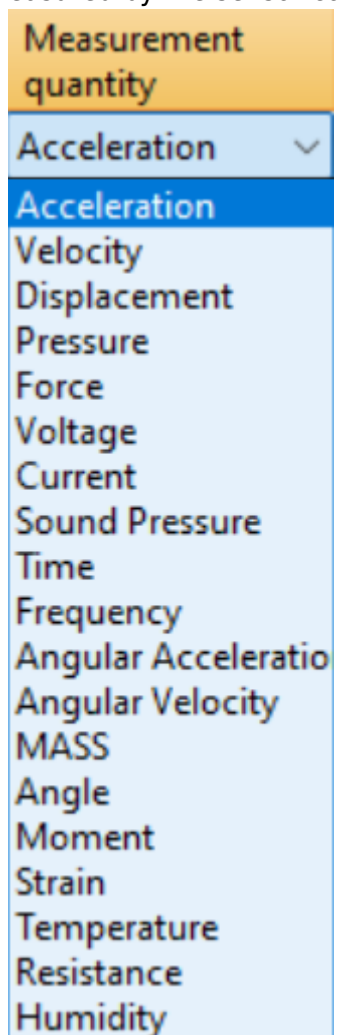 Measurement
quantity
Acceleration
Acceleration
Velocity
Displacement
Pressure
Force
Voltage
Current
Sound Pressure
Time
Frequency
Angular Acceleratio
Angular Velocity
MASS
Angle
Moment
Strain
Temperature
Resistance
Humidity